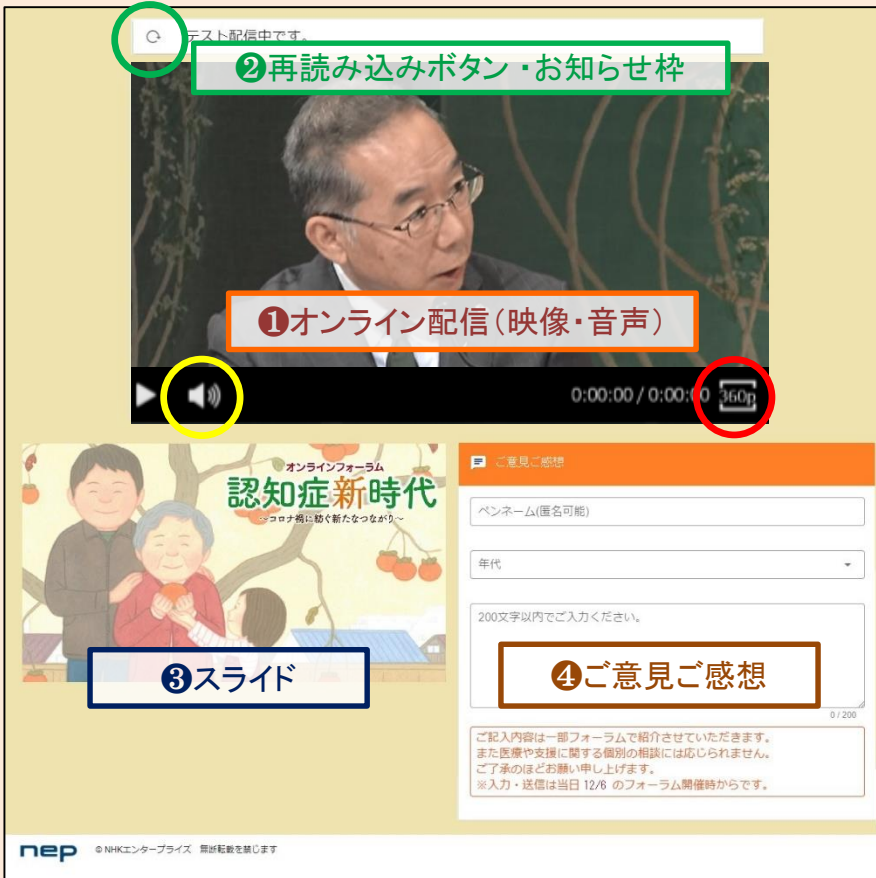 テスト配信中です。
❷再読み込みボタン・お知らせ枠
❶オンライン配信(映像・音声)
0:00:00 / 0:00:00 360p
オンラインフォーラム
認知症新時代
~コロナ禍に紡ぐ新たなつながり~
❸スライド
ご意見ご感想
ペンネーム(匿名可能)
年代
200文字以内でご入力ください。
❹ご意見ご感想
0 / 200
ご記入内容は一部フォーラムで紹介させていただきます。
また医療や支援に関する個別の相談には応じられません。
ご了承のほどお願い申し上げます。
※入力・送信は当日 12/6 のフォーラム開催時からです。
nep © NHKエンタープライズ 無断転載を禁じます